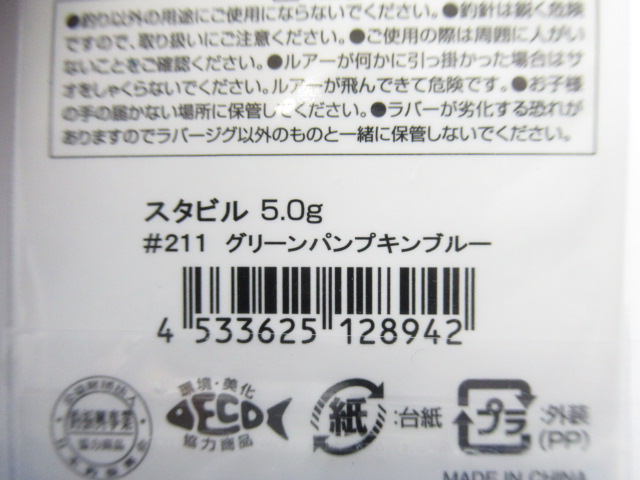 ●釣り以外の用途にご使用にならないでください。●釣針は鋭く危険
ですので、取り扱いにご注意ください。●ご使用の際は周囲に人がい
ないことをご確認ください。●ルアーが何かに引っ掛かった場合はサ
オをしゃくらないでください。ルアーが飛んできて危険です。●お子様
の手の届かない場所に保管してください。●ラバーが劣化する恐れが
ありますのでラバージグ以外のものと一緒に保管しないでください。
スタビル 5.0g
#211 グリーンパンプキンブルー
4 533625 128942
協力商品
環境・美化
ECO
協力商品
紙
:台紙
プラ
:外装
(PP)
MADE IN CHINA